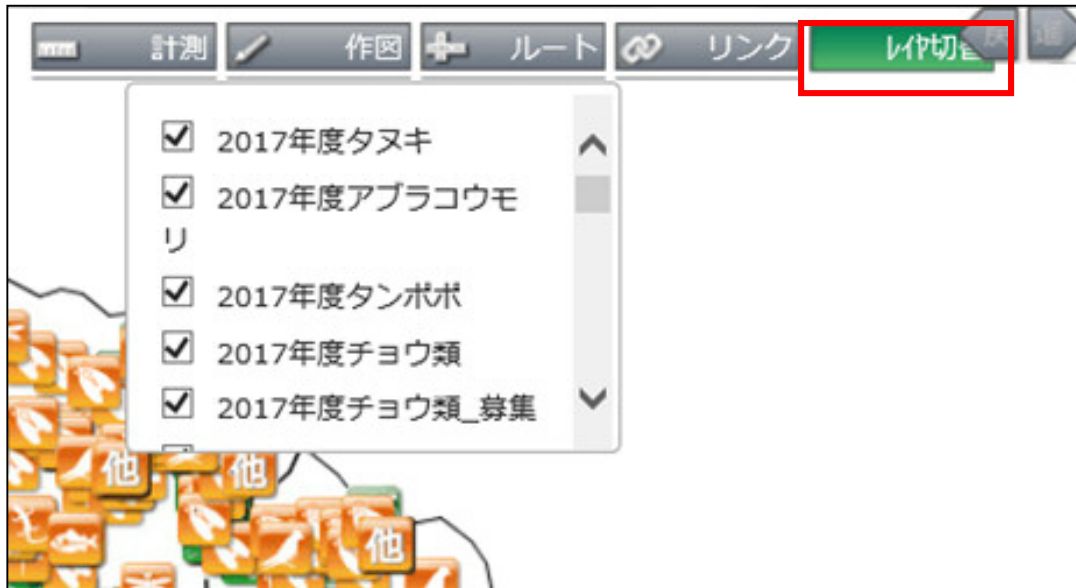 計測
作図
ルート
リンク
ﾚｲﾔ切替
戻
進
2017年度タヌキ
2017年度アブラコウモ
リ
2017年度タンポポ
2017年度チョウ類
2017年度チョウ類_募集
他
他
他